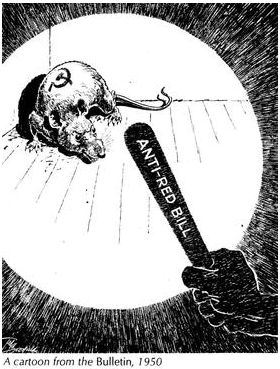 ANTI-RED BILL
A cartoon from the Bulletin, 1950